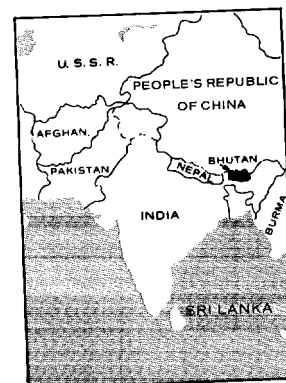 U.S.S.R.
PEOPLE'S REPUBLIC
OF CHINA
AFGHAN.
PAKISTAN
NEPAL
BHUTAN
INDIA
BURMA
SRI LANKA